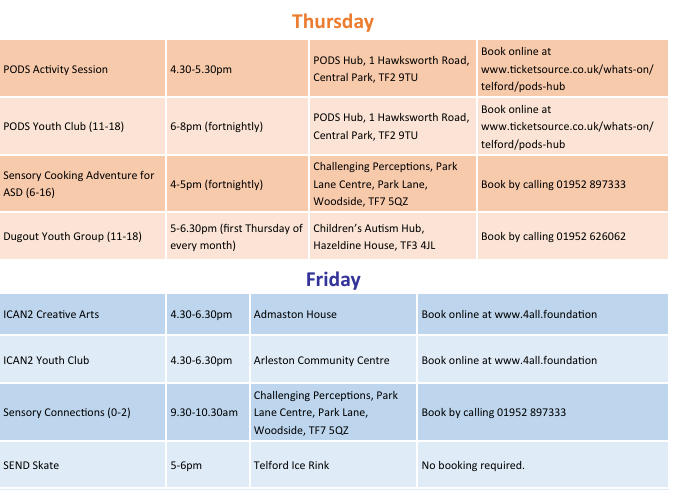 Thursday
PODS Activity Session
4.30-5.30pm
PODS Hub, 1 Hawksworth Road,
Central Park, TF2 9TU
Book online at
www.ticketsource.co.uk/whats-on/
telford/pods-hub
PODS Youth Club (11-18)
6-8pm (fortnightly)
PODS Hub, 1 Hawksworth Road,
Central Park, TF2 9TU
Book online at
www.ticketsource.co.uk/whats-on/
telford/pods-hub
Sensory Cooking Adventure for
ASD (6-16)
4-5pm (fortnightly)
Challenging Perceptions, Park
Lane Centre, Park Lane,
Woodside, TF7 5QZ
Book by calling 01952 897333
Dugout Youth Group (11-18)
5-6.30pm (first Thursday of
every month)
Children’s Autism Hub,
Hazeldine House, TF3 4JL
Book by calling 01952 626062
Friday
ICAN2 Creative Arts
4.30-6.30pm
Admaston House
Book online at www.4all.foundation
ICAN2 Youth Club
4.30-6.30pm
Arleston Community Centre
Book online at www.4all.foundation
Sensory Connections (0-2)
9.30-10.30am
Challenging Perceptions, Park
Lane Centre, Park Lane,
Woodside, TF7 5QZ
Book by calling 01952 897333
SEND Skate
5-6pm
Telford Ice Rink
No booking required.